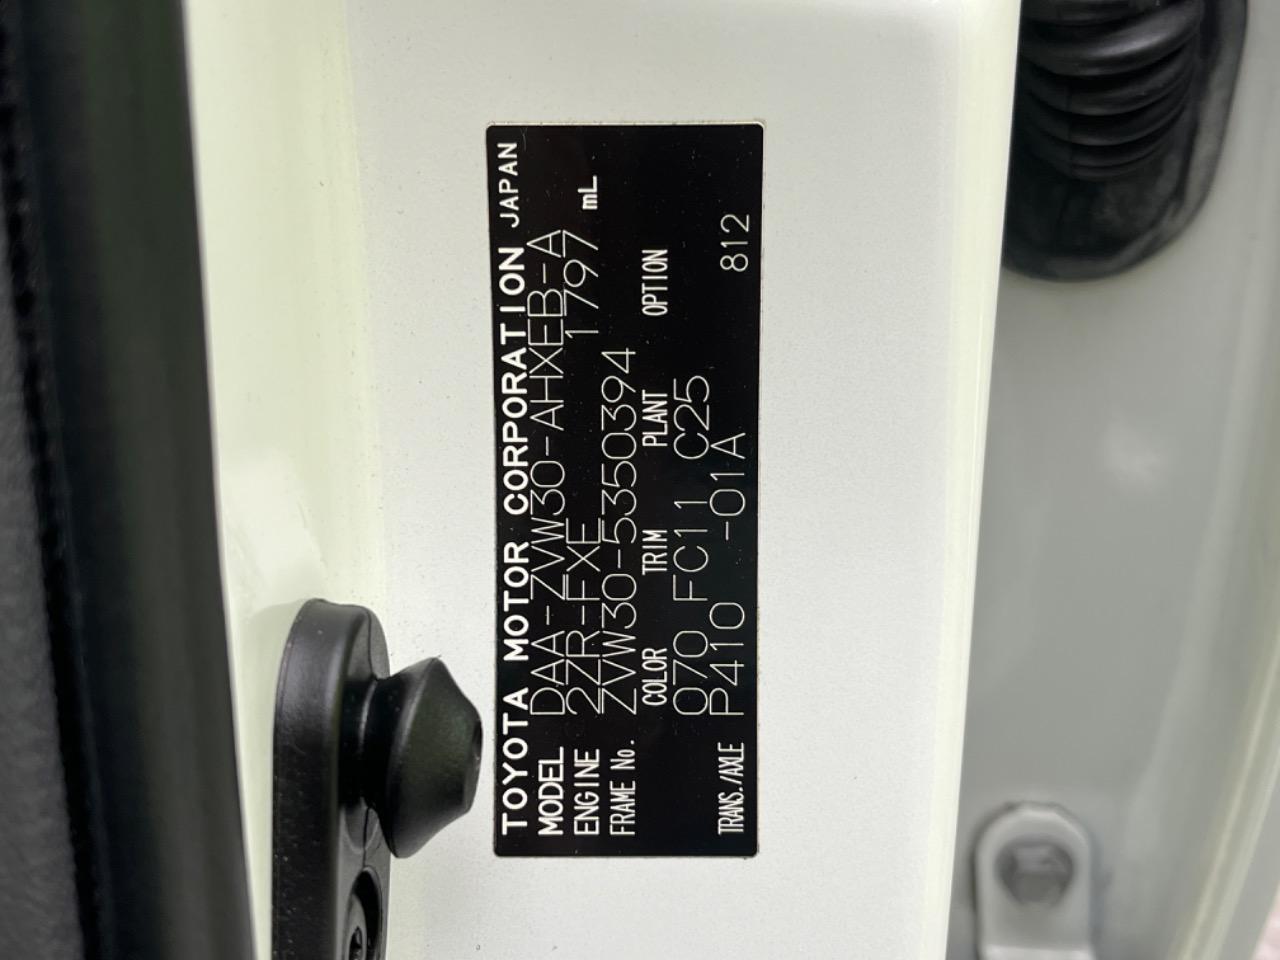 TOYOTA MOTOR CORPORATION JAPAN
MODEL DAA-ZVW30-AHXEB-A
ENGINE 2ZR-FXE 1797 mL
FRAME No. ZVW30-5350394
COLOR TRIM PLANT OPTION
070 FC11 C25
TRANS./AXLE P410 -01A 812